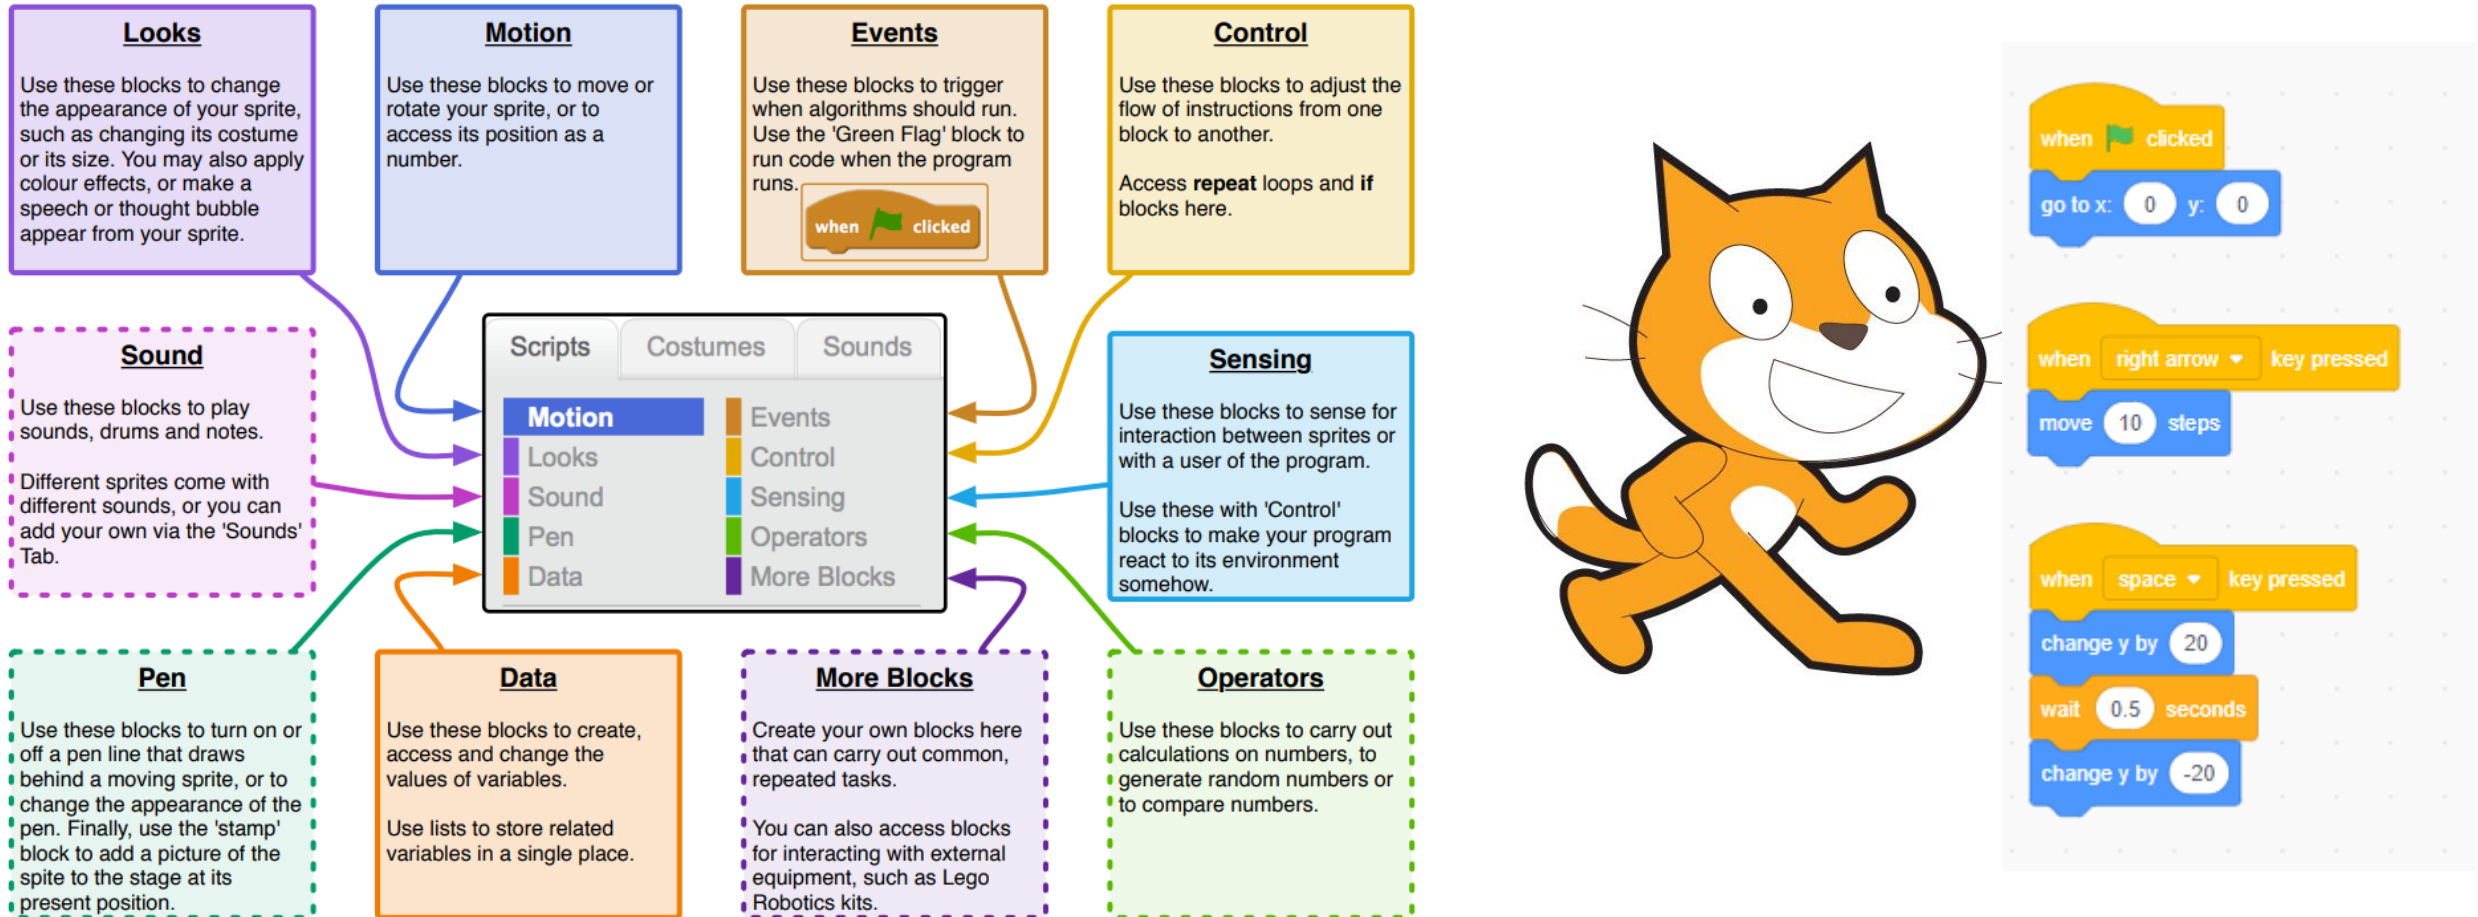 Looks
Use these blocks to change
the appearance of your sprite,
such as changing its costume
or its size. You may also apply
colour effects, or make a
speech or thought bubble
appear from your sprite.
Motion
Use these blocks to move or
rotate your sprite, or to
access its position as a
number.
Events
Use these blocks to trigger
when algorithms should run.
Use the 'Green Flag' block to
run code when the program
runs.
when clicked
Control
Use these blocks to adjust the
flow of instructions from one
block to another.
Access repeat loops and if
blocks here.
Sound
Use these blocks to play
sounds, drums and notes.
Different sprites come with
different sounds, or you can
add your own via the 'Sounds'
Tab.
Scripts Costumes Sounds
Motion Events
Looks Control
Sound Sensing
Pen Operators
Data More Blocks
Sensing
Use these blocks to sense for
interaction between sprites or
with a user of the program.
Use these with 'Control'
blocks to make your program
react to its environment
somehow.
Pen
Use these blocks to turn on or
off a pen line that draws
behind a moving sprite, or to
change the appearance of the
pen. Finally, use the 'stamp'
block to add a picture of the
spite to the stage at its
present position.
Data
Use these blocks to create,
access and change the
values of variables.
Use lists to store related
variables in a single place.
More Blocks
Create your own blocks here
that can carry out common,
repeated tasks.
You can also access blocks
for interacting with external
equipment, such as Lego
Robotics kits.
Operators
Use these blocks to carry out
calculations on numbers, to
generate random numbers or
to compare numbers.
when clicked
go to x: 0 y: 0
when right arrow key pressed
move 10 steps
when space key pressed
change y by 20
wait 0.5 seconds
change y by -20